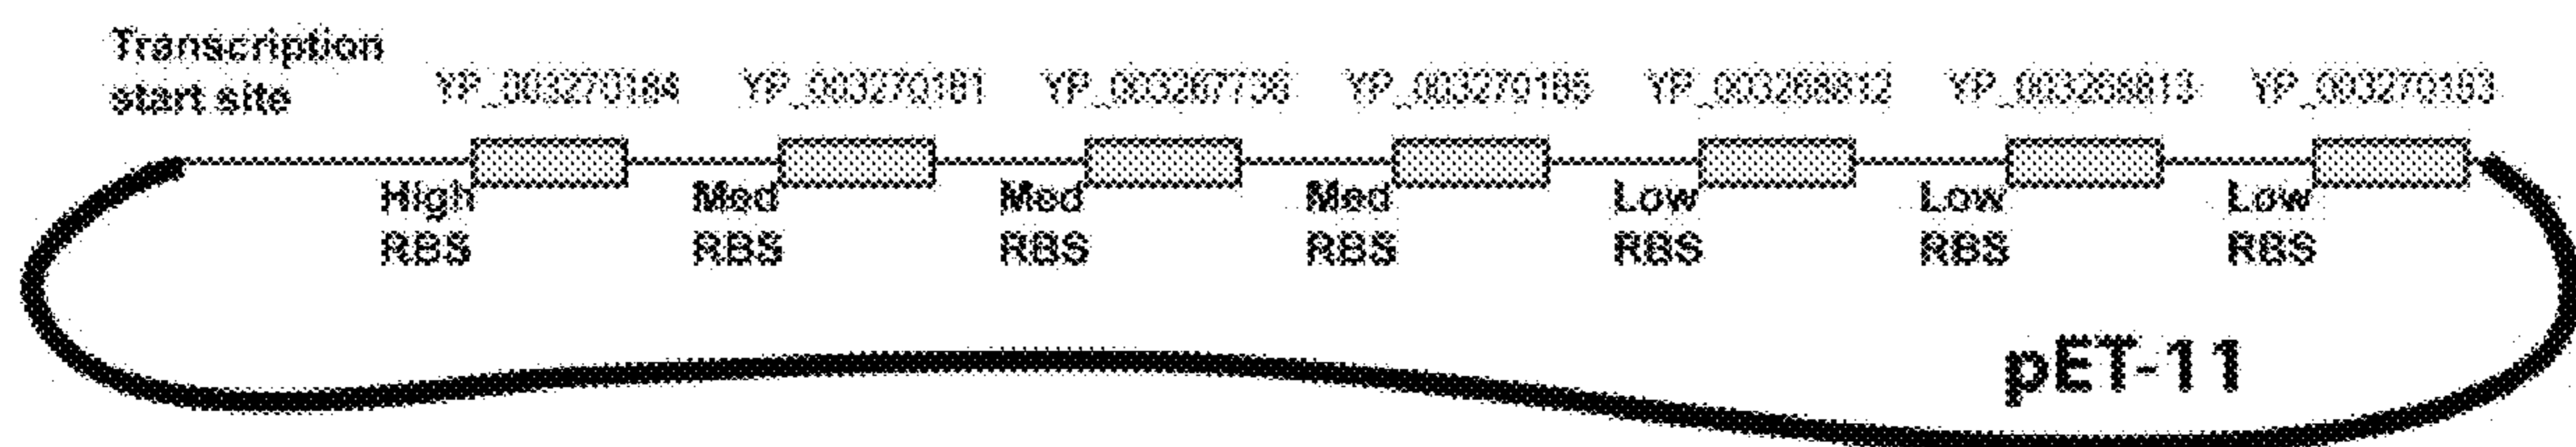 Transcription
start site
YP_003270184 YP_003270181 YP_003267736 YP_003270185 YP_003268812 YP_003268813 YP_003270183
High Med Med Med Low Low Low
RBS RBS RBS RBS RBS RBS RBS
pET-11